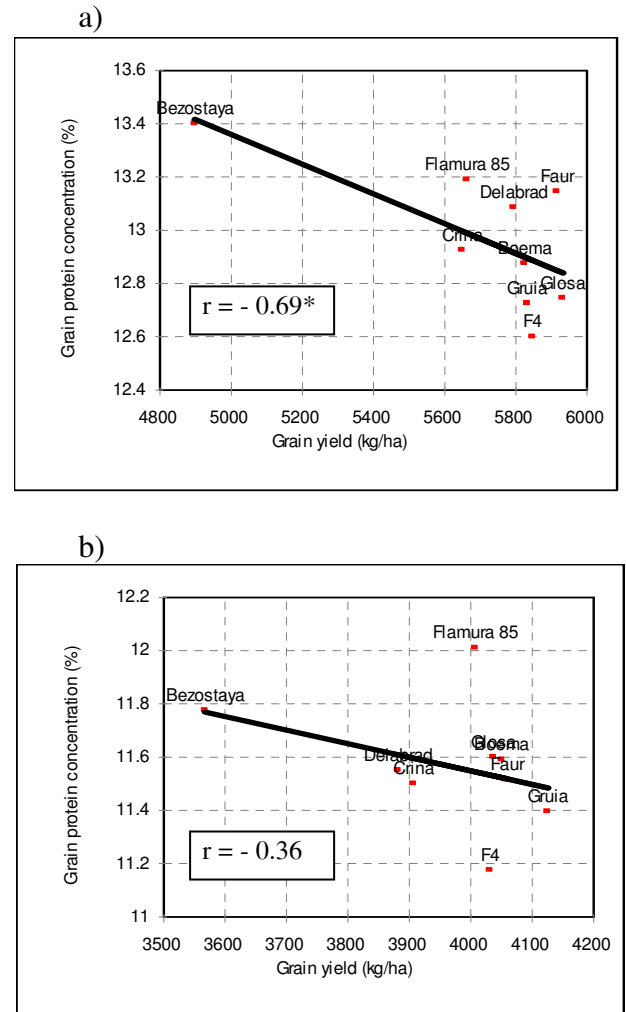 a)
13.6
13.4
13.2
13
12.8
12.6
12.4
Grain protein concentration (%)
Bezostaya
Flamura 85
Faur
Delabrad
Crina
Boema
Glosa
Gruia
F4
r = - 0.69*
4800 5000 5200 5400 5600 5800 6000
Grain yield (kg/ha)
b)
12.2
12
11.8
11.6
11.4
11.2
11
Grain protein concentration (%)
Flamura 85
Bezostaya
Glosa
Boema
Delabrad
Faur
Crina
Gruia
F4
r = - 0.36
3500 3600 3700 3800 3900 4000 4100 4200
Grain yield (kg/ha)